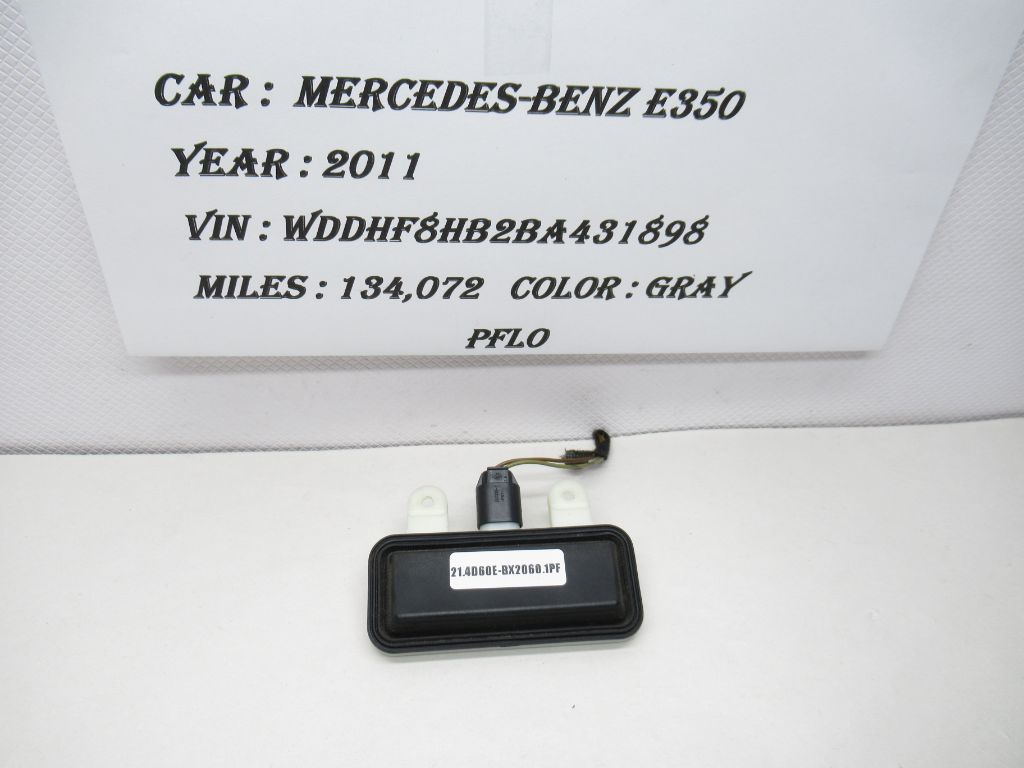 CAR : MERCEDES-BENZ E350
YEAR : 2011
VIN : WDDHF8HB2BA431898
MILES : 134,072 COLOR : GRAY
PFLO
21.4D60E-BX2060.1PF